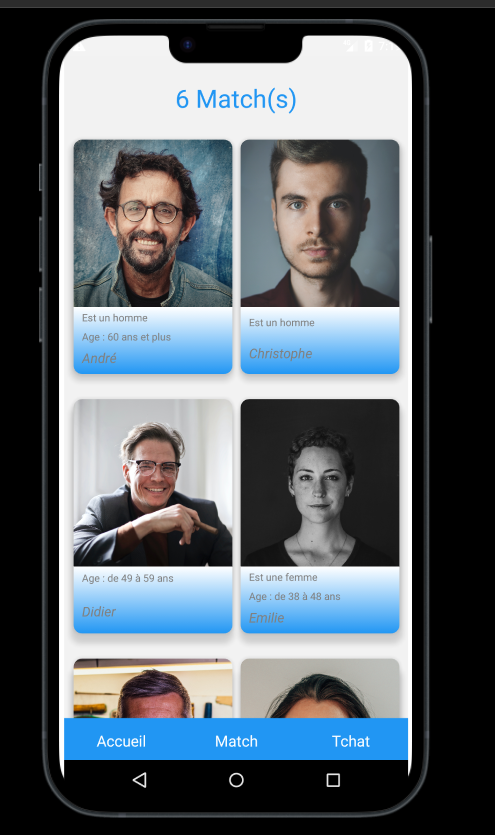 6 Match(s)
Est un homme
Age : 60 ans et plus
André
Est un homme
Christophe
Age : de 49 à 59 ans
Didier
Est une femme
Age : de 38 à 48 ans
Emilie
Accueil
Match
Tchat